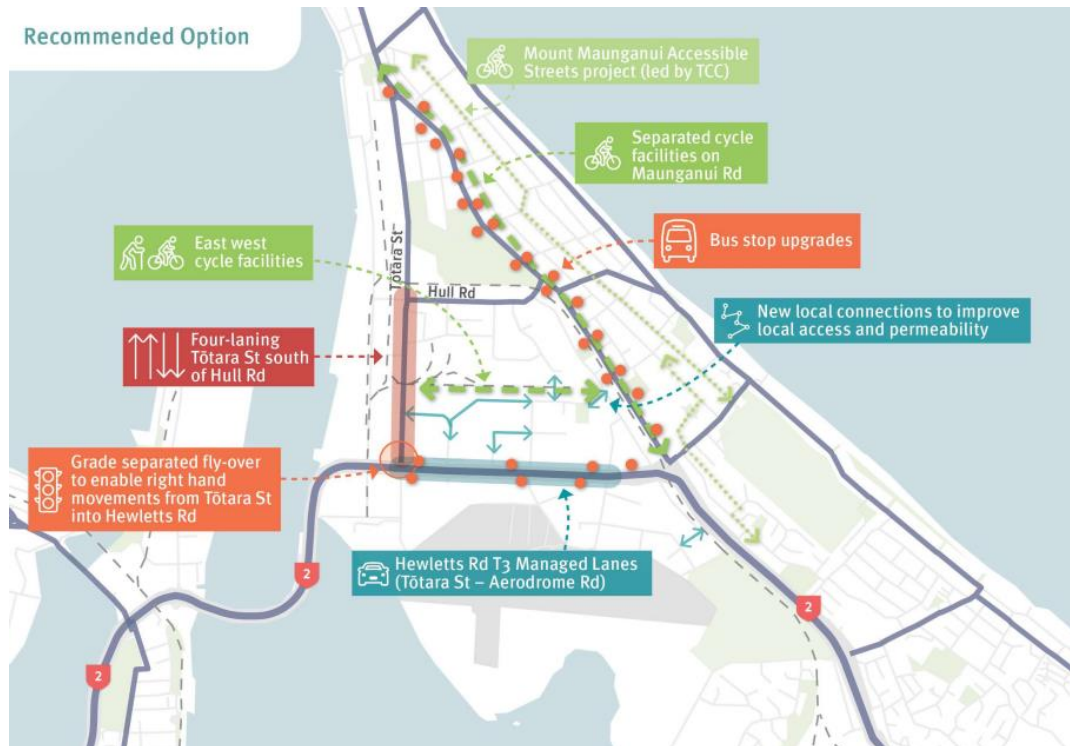 Recommended Option
Mount Maunganui Accessible
Streets project (led by TCC)
Separated cycle
facilities on
Maunganui Rd
East west
cycle facilities
Bus stop upgrades
Tōtara St
Hull Rd
New local connections to improve
local access and permeability
Four-laning
Tōtara St south
of Hull Rd
Grade separated fly-over
to enable right hand
movements from Tōtara St
into Hewletts Rd
Hewletts Rd T3 Managed Lanes
(Tōtara St – Aerodrome Rd)
2
2
2